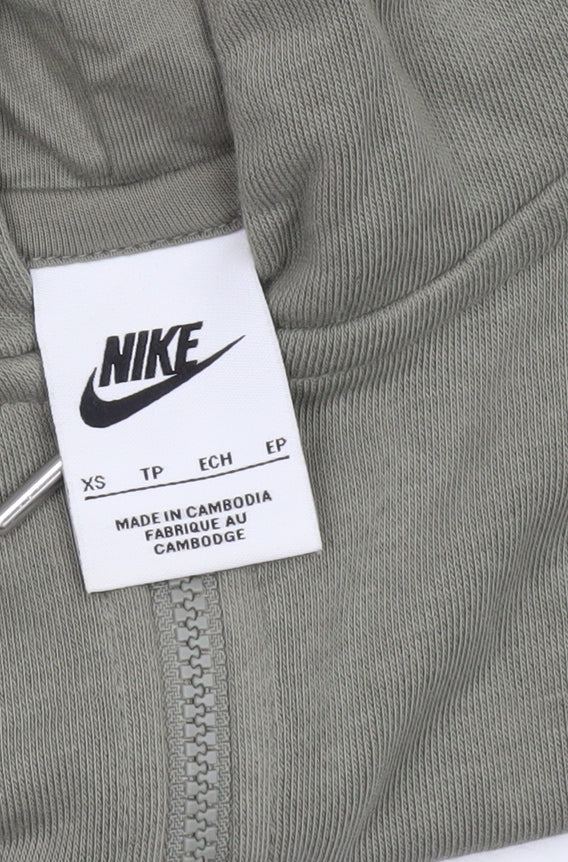 NIKE
XS TP ECH EP
MADE IN CAMBODIA
FABRIQUE AU
CAMBODGE